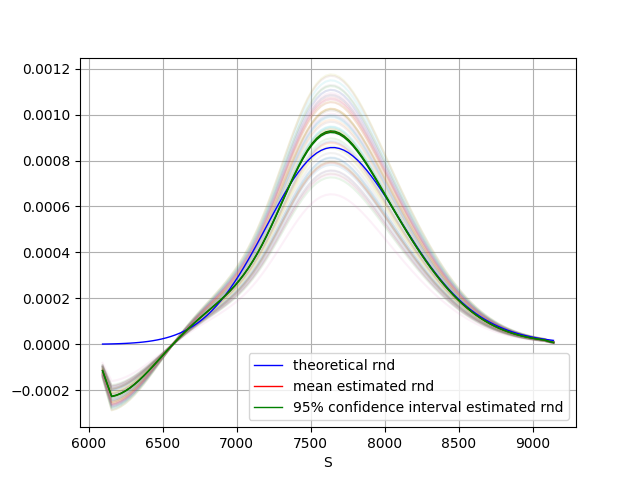 0.0012
0.0010
0.0008
0.0006
0.0004
0.0002
0.0000
−0.0002
theoretical rnd
mean estimated rnd
95% confidence interval estimated rnd
6000 6500 7000 7500 8000 8500 9000
S